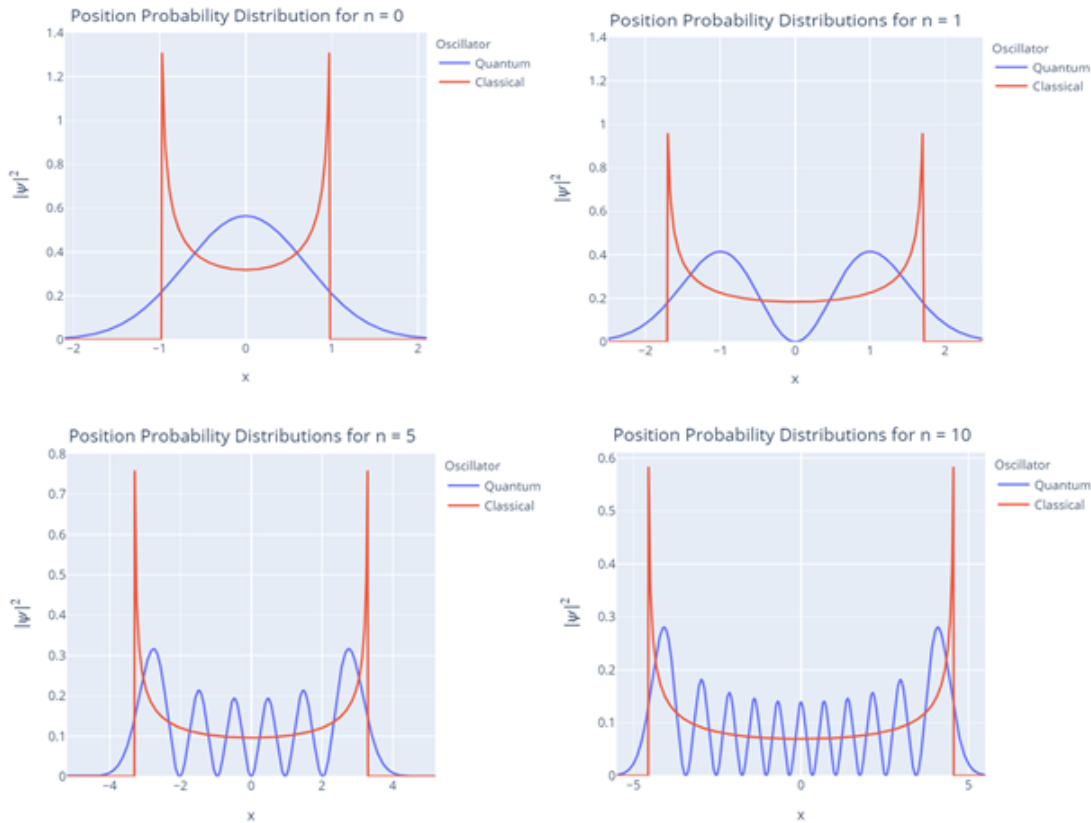 Position Probability Distribution for n = 0
1.4
1.2
1
0.8
0.6
0.4
0.2
0
−2
−1
0
1
2
x
|ψ|²
Oscillator
Quantum
Classical
Position Probability Distributions for n = 1
1.4
1.2
1
0.8
0.6
0.4
0.2
0
−2
−1
0
1
2
x
|ψ|²
Oscillator
Quantum
Classical
Position Probability Distributions for n = 5
0.8
0.7
0.6
0.5
0.4
0.3
0.2
0.1
0
−4
−2
0
2
4
x
|ψ|²
Oscillator
Quantum
Classical
Position Probability Distributions for n = 10
0.6
0.5
0.4
0.3
0.2
0.1
0
−5
0
5
x
|ψ|²
Oscillator
Quantum
Classical